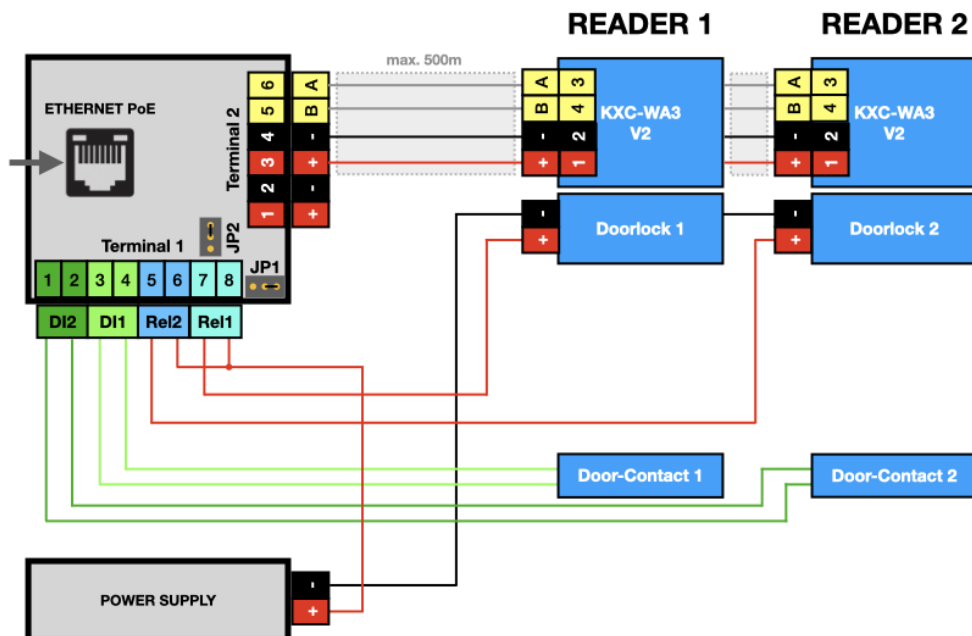 READER 1
READER 2
max. 500m
ETHERNET PoE
Terminal 2
6 A
5 B
4 -
3 +
2 -
1 +
A 3
B 4
- 2
+ 1
KXC-WA3
V2
A 3
B 4
- 2
+ 1
KXC-WA3
V2
JP2
Terminal 1
JP1
1 2 3 4 5 6 7 8
DI2 DI1 Rel2 Rel1
-
+
Doorlock 1
-
+
Doorlock 2
Door-Contact 1
Door-Contact 2
POWER SUPPLY
-
+